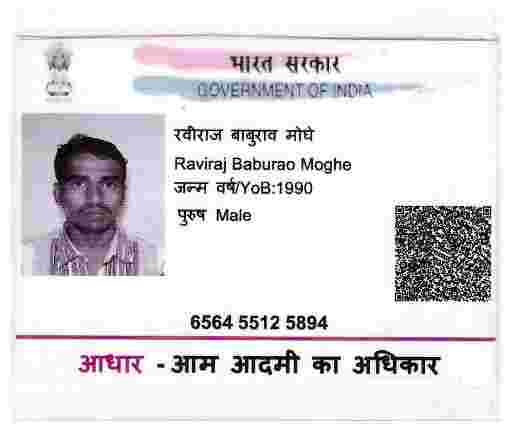 भारत सरकार
GOVERNMENT OF INDIA
रवीराज बाबुराव मोघे
Raviraj Baburao Moghe
जन्म वर्ष/YoB:1990
पुरुष Male
6564 5512 5894
आधार - आम आदमी का अधिकार